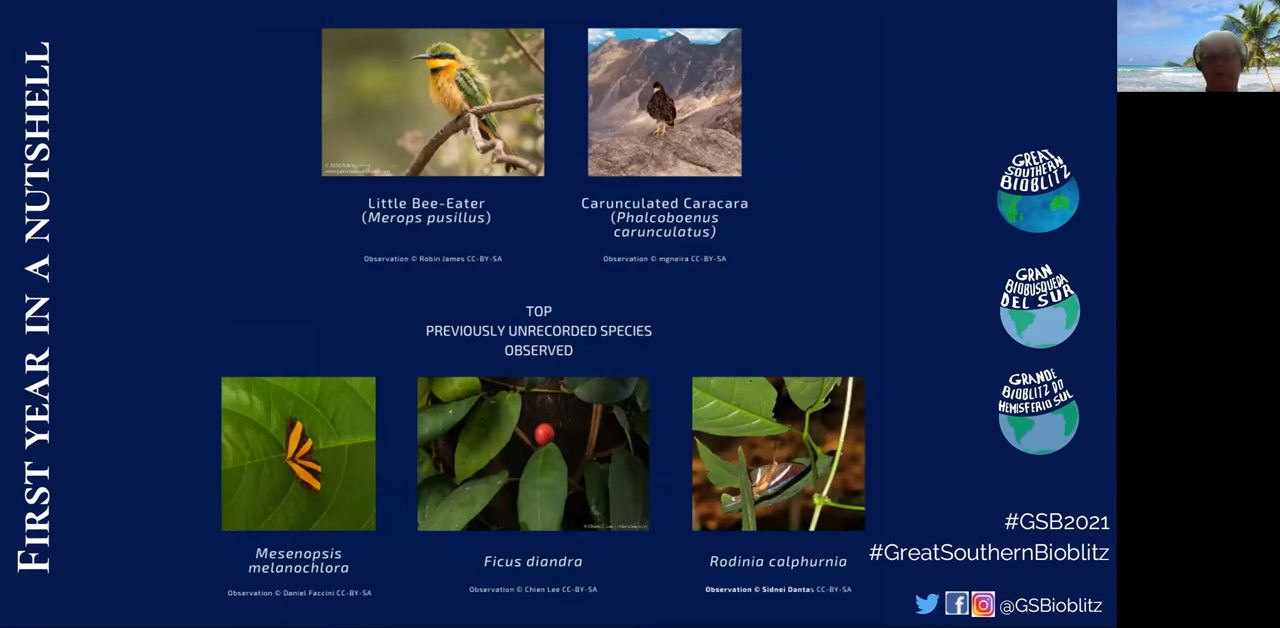 FIRST YEAR IN A NUTSHELL
Little Bee-Eater
(Merops pusillus)
Observation © Robin James CC-BY-SA
Carunculated Caracara
(Phalcoboenus
carunculatus)
Observation © mgneira CC-BY-SA
TOP
PREVIOUSLY UNRECORDED SPECIES
OBSERVED
Mesenopsis
melanochlora
Observation © Daniel Faccini CC-BY-SA
Ficus diandra
Observation © Chien Lee CC-BY-SA
Rodinia calphurnia
Observation © Sidnei Dantas CC-BY-SA
GREAT
SOUTHERN
BIOBLITZ
GRAN
BIOBUSQUEDA
DEL SUR
GRANDE
BIOBLITZ DO
HEMISFERIO SUL
#GSB2021
#GreatSouthernBioblitz
@GSBioblitz